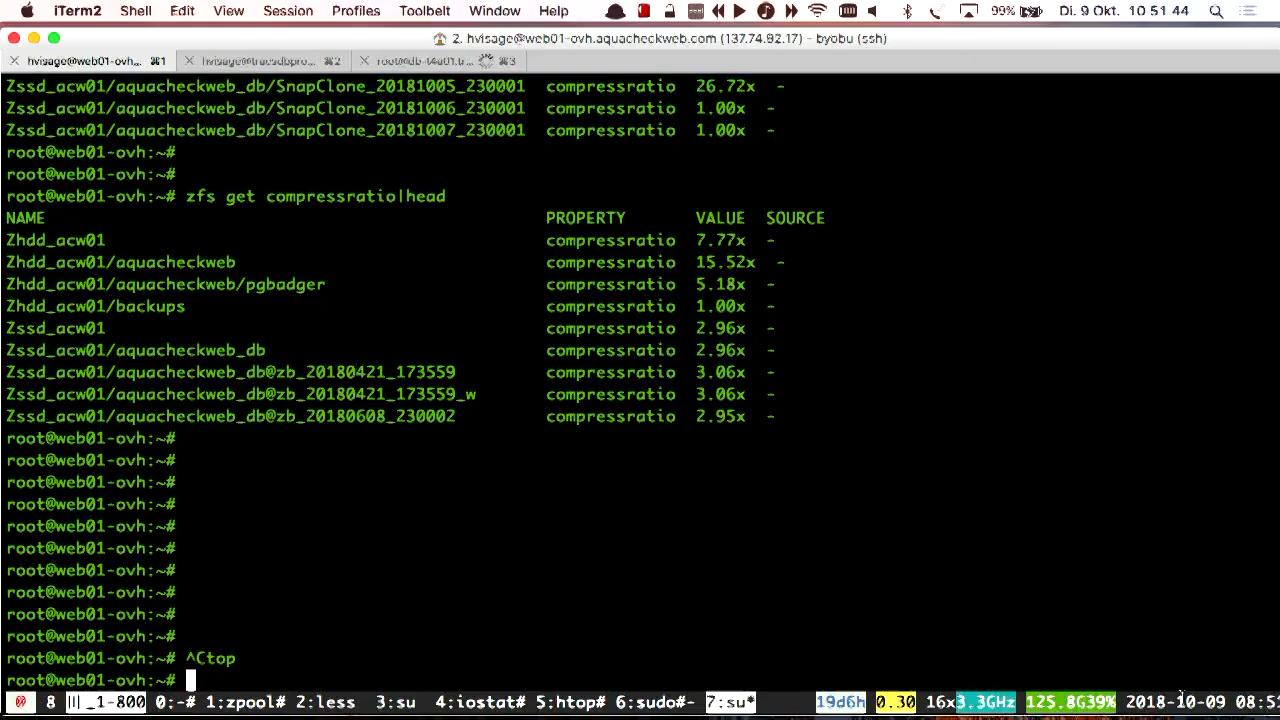 iTerm2 Shell Edit View Session Profiles Toolbelt Window Help 99% Di. 9 Okt. 10 51 44
2. hvisage@web01-ovh.aquacheckweb.com (137.74.92.17) - byobu (ssh)
hvisage@web01-ovh,... ⌘1 hvisage@tracsdbpro... ⌘2 ⌘3
Zssd_acw01/aquacheckweb_db/SnapClone_20181005_230001 compressratio 26.72x -
Zssd_acw01/aquacheckweb_db/SnapClone_20181006_230001 compressratio 1.00x -
Zssd_acw01/aquacheckweb_db/SnapClone_20181007_230001 compressratio 1.00x -
root@web01-ovh:~#
root@web01-ovh:~#
root@web01-ovh:~# zfs get compressratio|head
NAME PROPERTY VALUE SOURCE
Zhdd_acw01 compressratio 7.77x -
Zhdd_acw01/aquacheckweb compressratio 15.52x -
Zhdd_acw01/aquacheckweb/pgbadger compressratio 5.18x -
Zhdd_acw01/backups compressratio 1.00x -
Zssd_acw01 compressratio 2.96x -
Zssd_acw01/aquacheckweb_db compressratio 2.96x -
Zssd_acw01/aquacheckweb_db@zb_20180421_173559 compressratio 3.06x -
Zssd_acw01/aquacheckweb_db@zb_20180421_173559_w compressratio 3.06x -
Zssd_acw01/aquacheckweb_db@zb_20180608_230002 compressratio 2.95x -
root@web01-ovh:~#
root@web01-ovh:~#
root@web01-ovh:~#
root@web01-ovh:~#
root@web01-ovh:~#
root@web01-ovh:~#
root@web01-ovh:~#
root@web01-ovh:~#
root@web01-ovh:~#
root@web01-ovh:~#
root@web01-ovh:~# ^Ctop
root@web01-ovh:~#
@ 8 _1-800 0:-# 1:zpool# 2:less 3:su 4:iostat# 5:htop# 6:sudo#- 7:su* 19d6h 0.30 16x3.3GHz 125.8G39% 2018-10-09 08:5